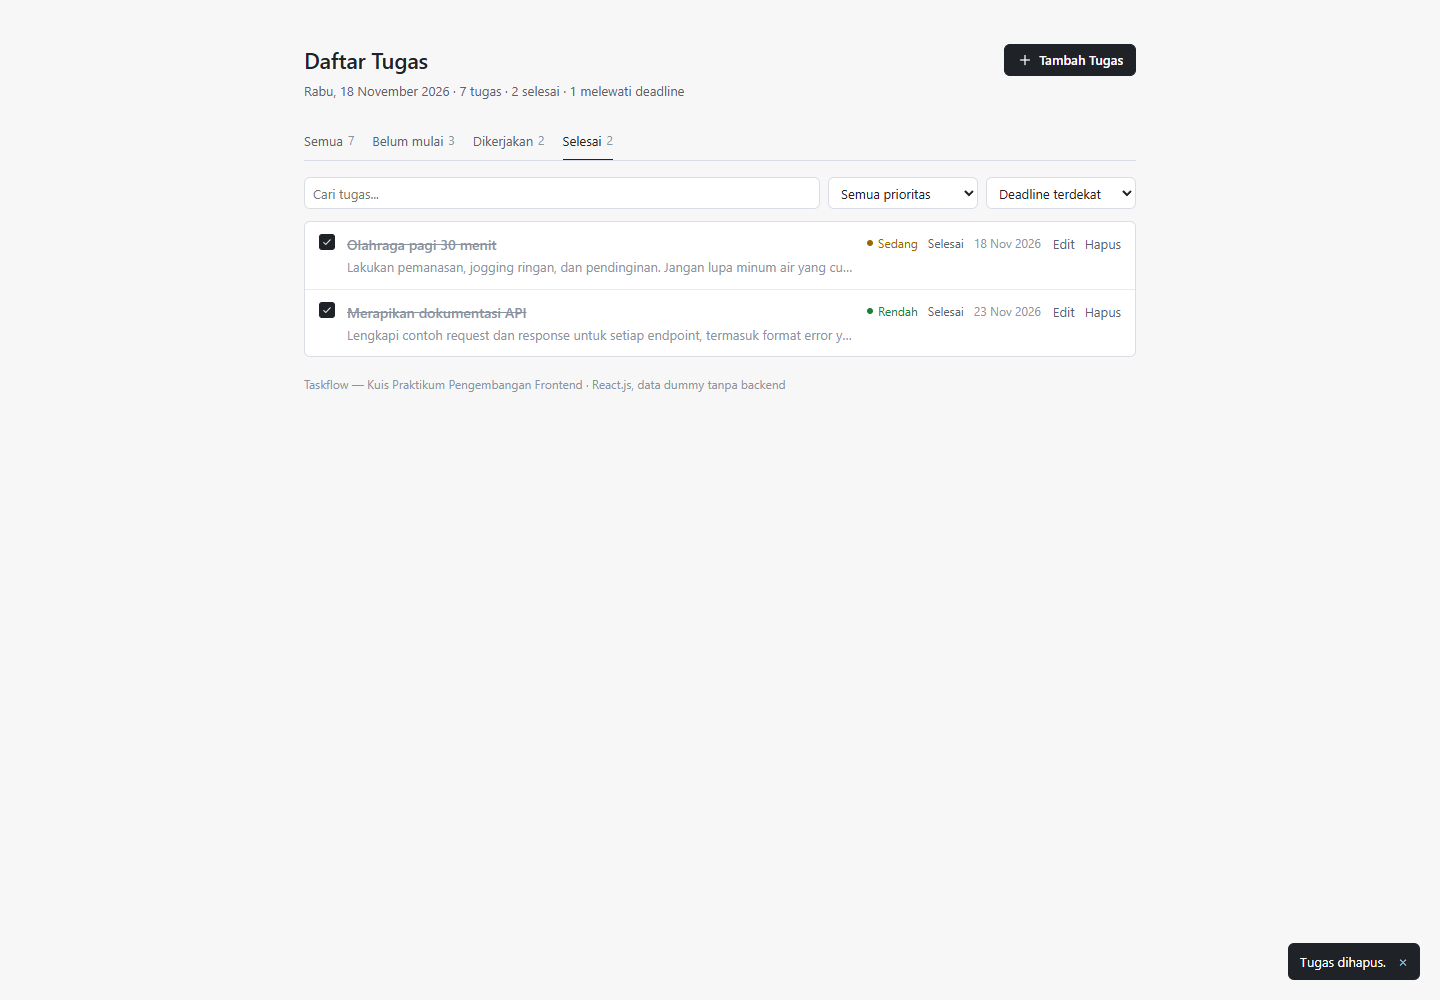 Daftar Tugas
+ Tambah Tugas
Rabu, 18 November 2026 · 7 tugas · 2 selesai · 1 melewati deadline
Semua 7 Belum mulai 3 Dikerjakan 2 Selesai 2
Cari tugas... Semua prioritas Deadline terdekat
Olahraga pagi 30 menit Sedang Selesai 18 Nov 2026 Edit Hapus
Lakukan pemanasan, jogging ringan, dan pendinginan. Jangan lupa minum air yang cu...
Merapikan dokumentasi API Rendah Selesai 23 Nov 2026 Edit Hapus
Lengkapi contoh request dan response untuk setiap endpoint, termasuk format error y...
Taskflow — Kuis Praktikum Pengembangan Frontend · React.js, data dummy tanpa backend
Tugas dihapus. ×